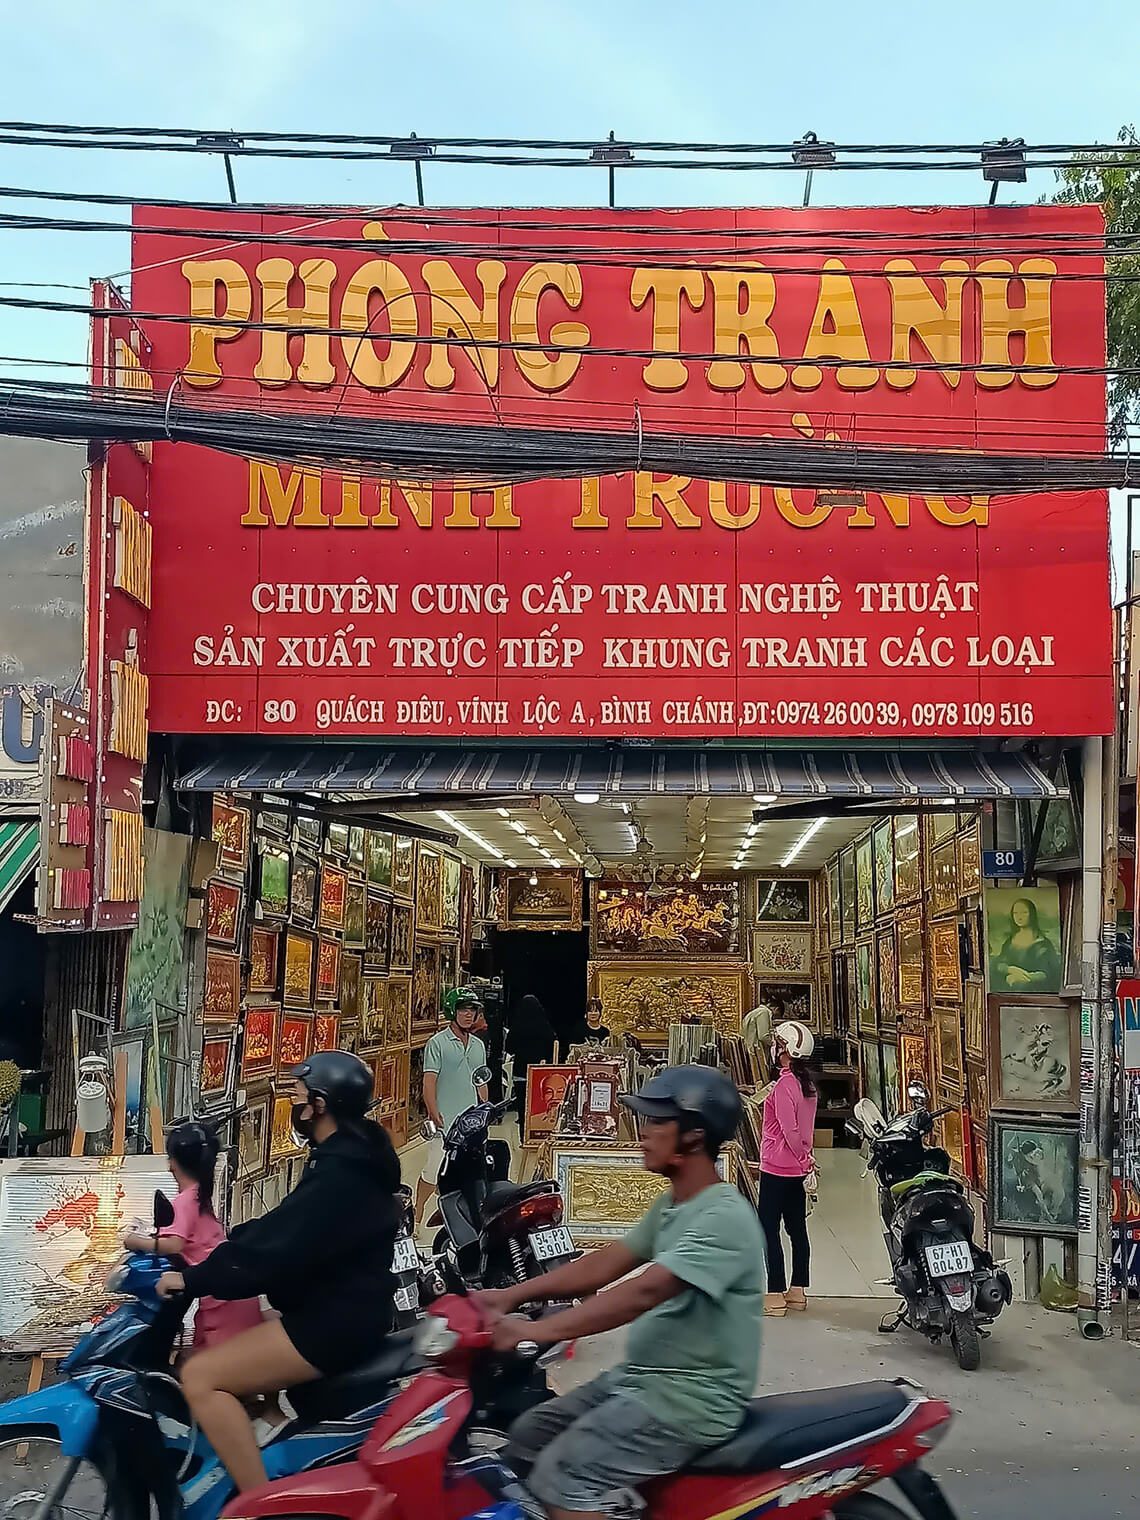 PHÒNG TRANH
MINH TRƯỜNG
CHUYÊN CUNG CẤP TRANH NGHỆ THUẬT
SẢN XUẤT TRỰC TIẾP KHUNG TRANH CÁC LOẠI
ĐC: 80 QUÁCH ĐIÊU, VĨNH LỘC A, BÌNH CHÁNH, ĐT:0974 26 00 39, 0978 109 516
80
54-P3
5904
67-H1
804.87